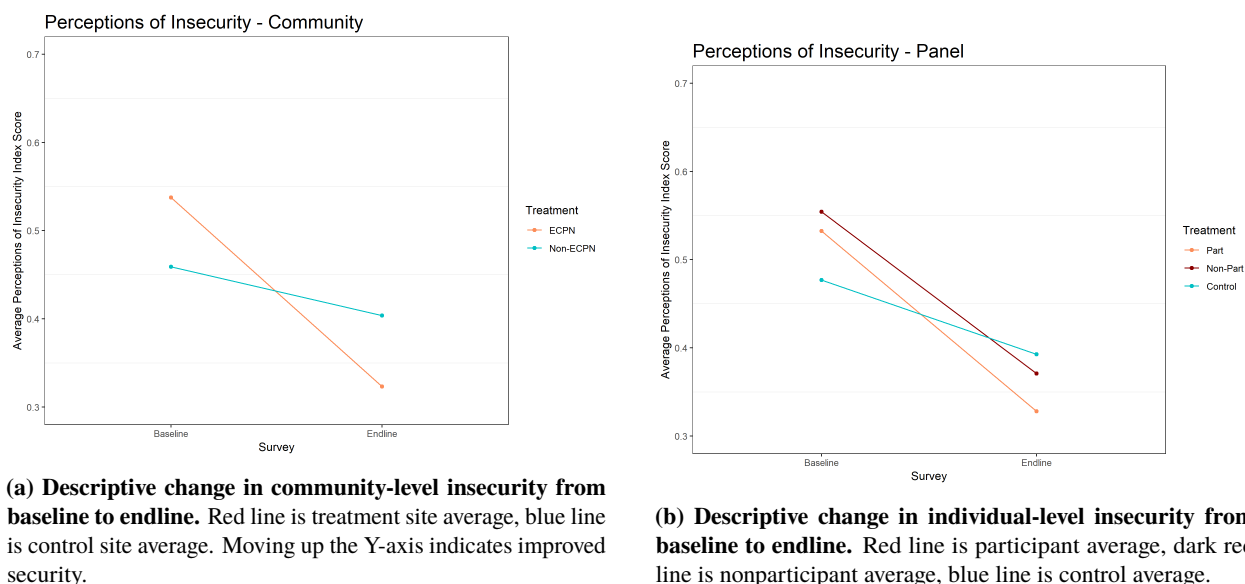 Perceptions of Insecurity - Community
0.7
0.6
0.5
0.4
0.3
Average Perceptions of Insecurity Index Score
Baseline
Endline
Survey
Treatment
ECPN
Non-ECPN
(a) Descriptive change in community-level insecurity from
baseline to endline. Red line is treatment site average, blue line
is control site average. Moving up the Y-axis indicates improved
security.
Perceptions of Insecurity - Panel
0.7
0.6
0.5
0.4
0.3
Average Perceptions of Insecurity Index Score
Baseline
Endline
Survey
Treatment
Part
Non-Part
Control
(b) Descriptive change in individual-level insecurity from
baseline to endline. Red line is participant average, dark red
line is nonparticipant average, blue line is control average.